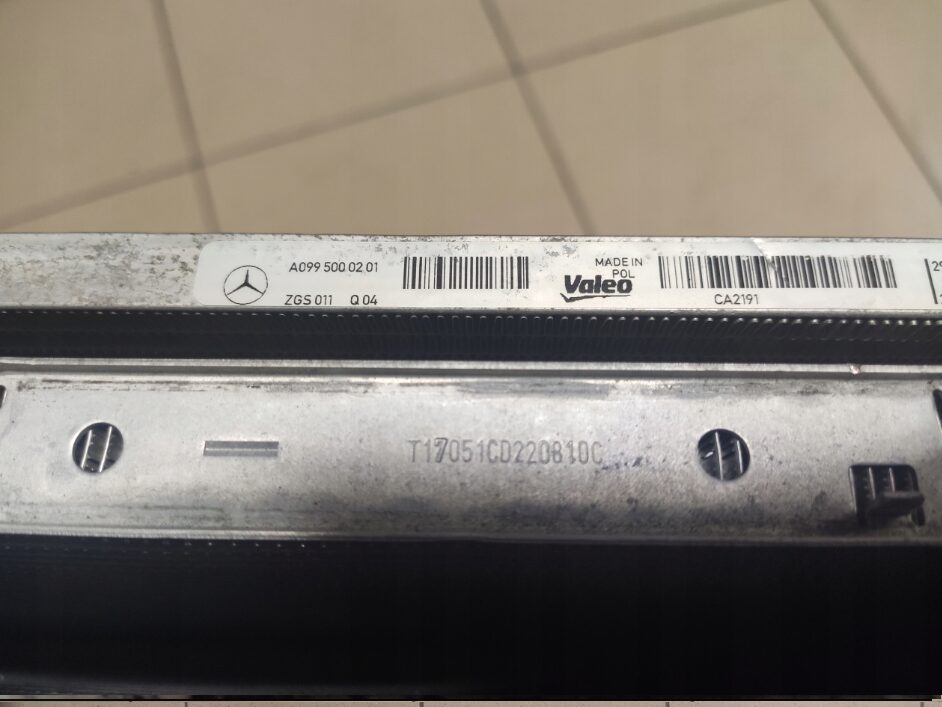 A099 500 02 01
ZGS 011 Q 04
MADE IN
POL
Valeo
CA2191
T17051CD220810C